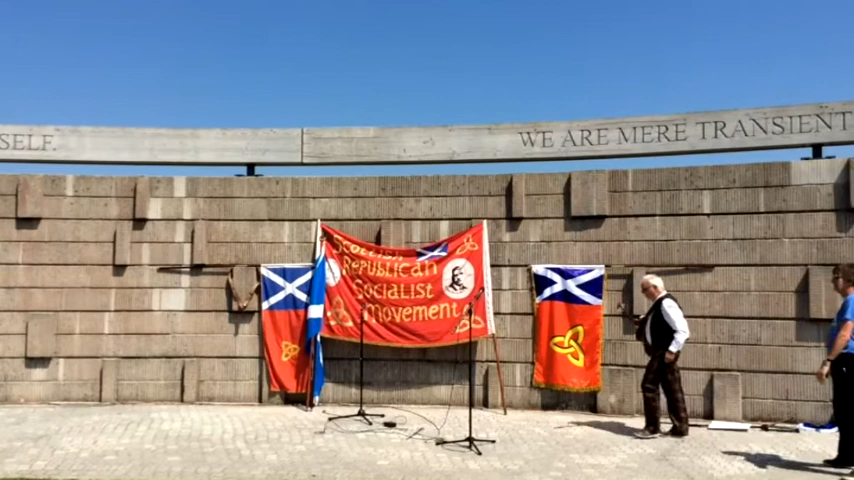 SELF.
WE ARE MERE TRANSIENT
Scottish
Republican
Socialist
Movement